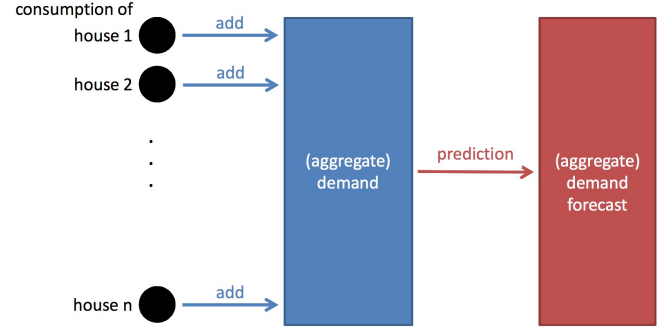 consumption of
house 1
add
house 2
add
.
.
.
(aggregate)
demand
prediction
(aggregate)
demand
forecast
house n
add